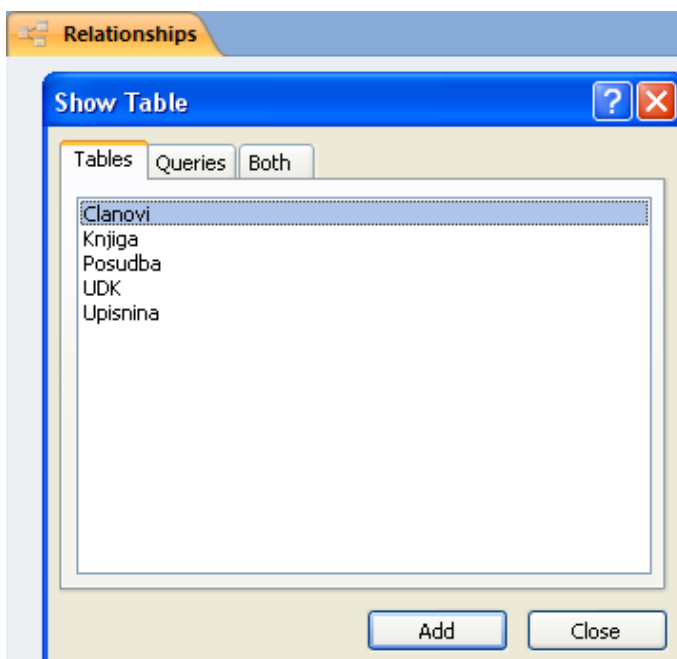 Relationships
Show Table
?
Tables Queries Both
Clanovi
Knjiga
Posudba
UDK
Upisnina
Add Close